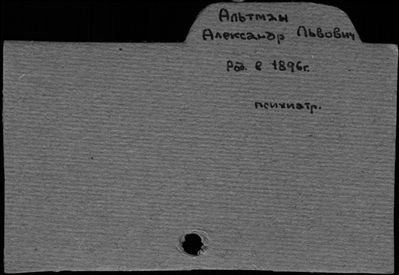 Альтман
Александр Львович
Род. в 1896г.
психиатр.